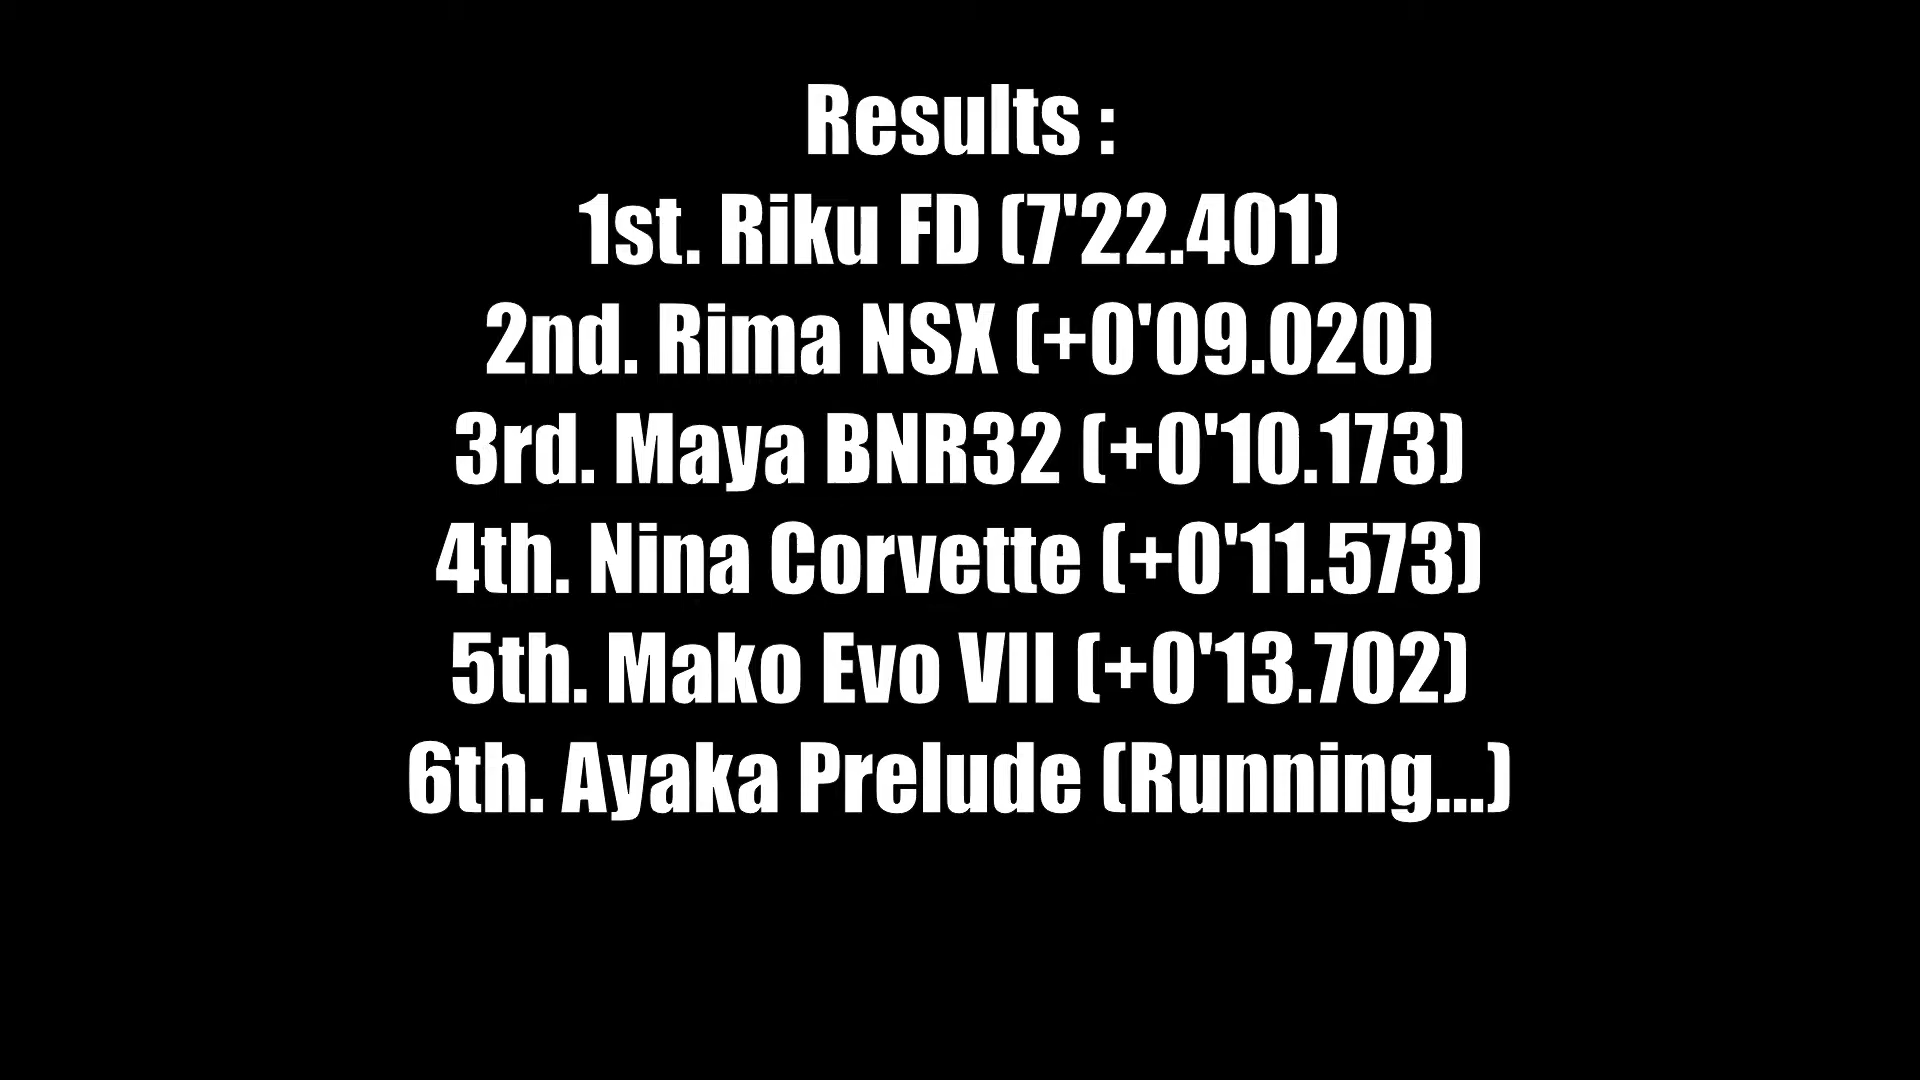 Results :
1st. Riku FD (7'22.401)
2nd. Rima NSX (+0'09.020)
3rd. Maya BNR32 (+0'10.173)
4th. Nina Corvette (+0'11.573)
5th. Mako Evo VII (+0'13.702)
6th. Ayaka Prelude (Running...)